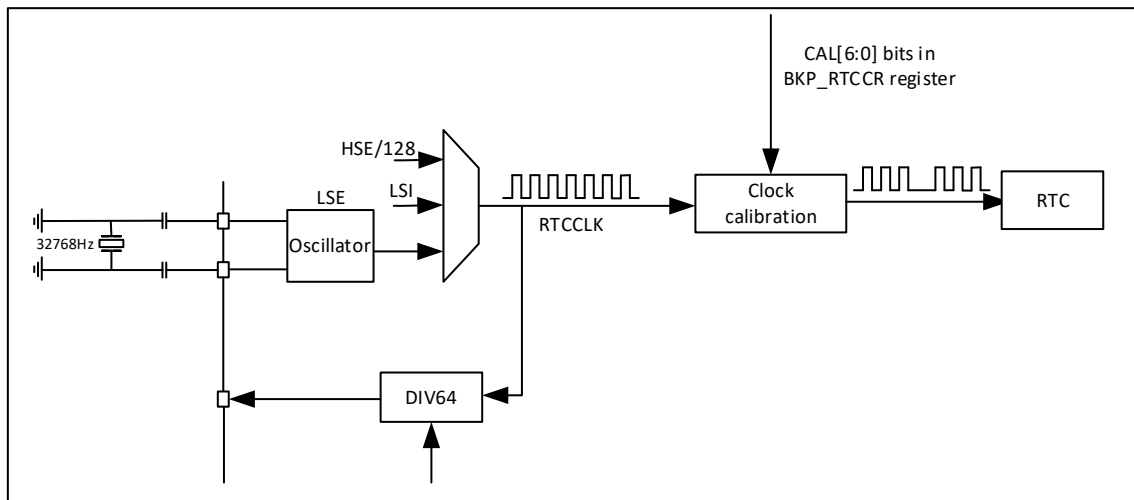 CAL[6:0] bits in
BKP_RTCCR register
HSE/128
LSI
LSE
Oscillator
32768Hz
RTCCLK
Clock
calibration
RTC
DIV64